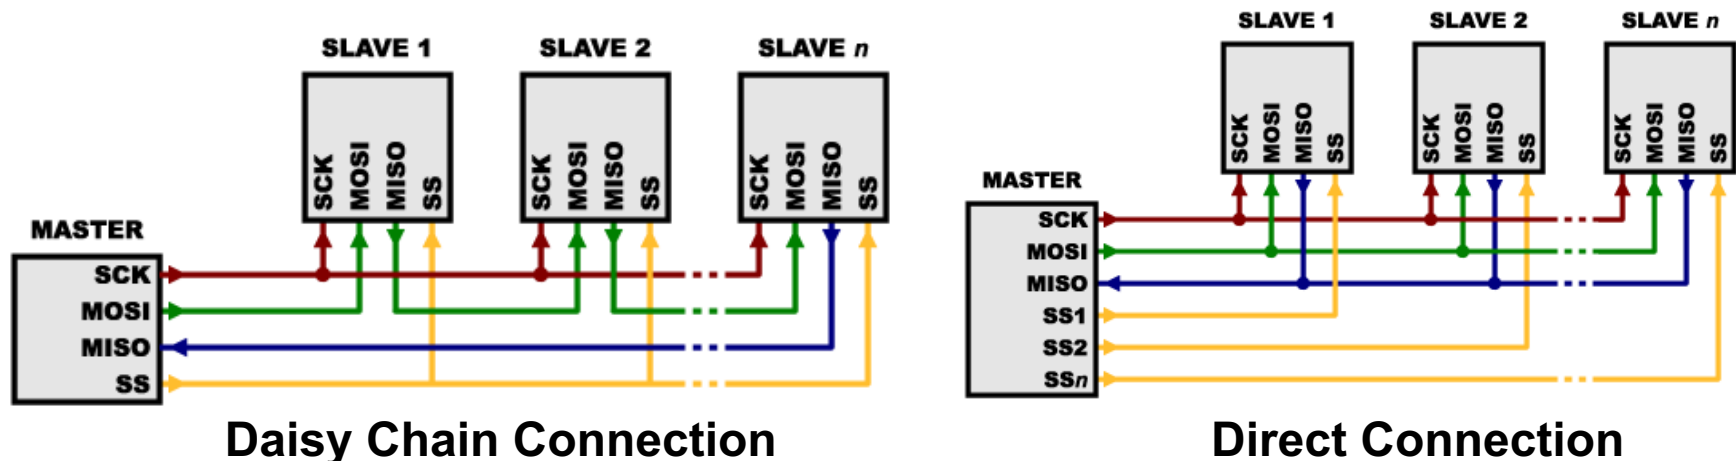 SLAVE 1 SLAVE 2 SLAVE n
SCK MOSI MISO SS SCK MOSI MISO SS SCK MOSI MISO SS
MASTER
SCK
MOSI
MISO
SS
Daisy Chain Connection
SLAVE 1 SLAVE 2 SLAVE n
SCK MOSI MISO SS SCK MOSI MISO SS SCK MOSI MISO SS
MASTER
SCK
MOSI
MISO
SS1
SS2
SSn
Direct Connection